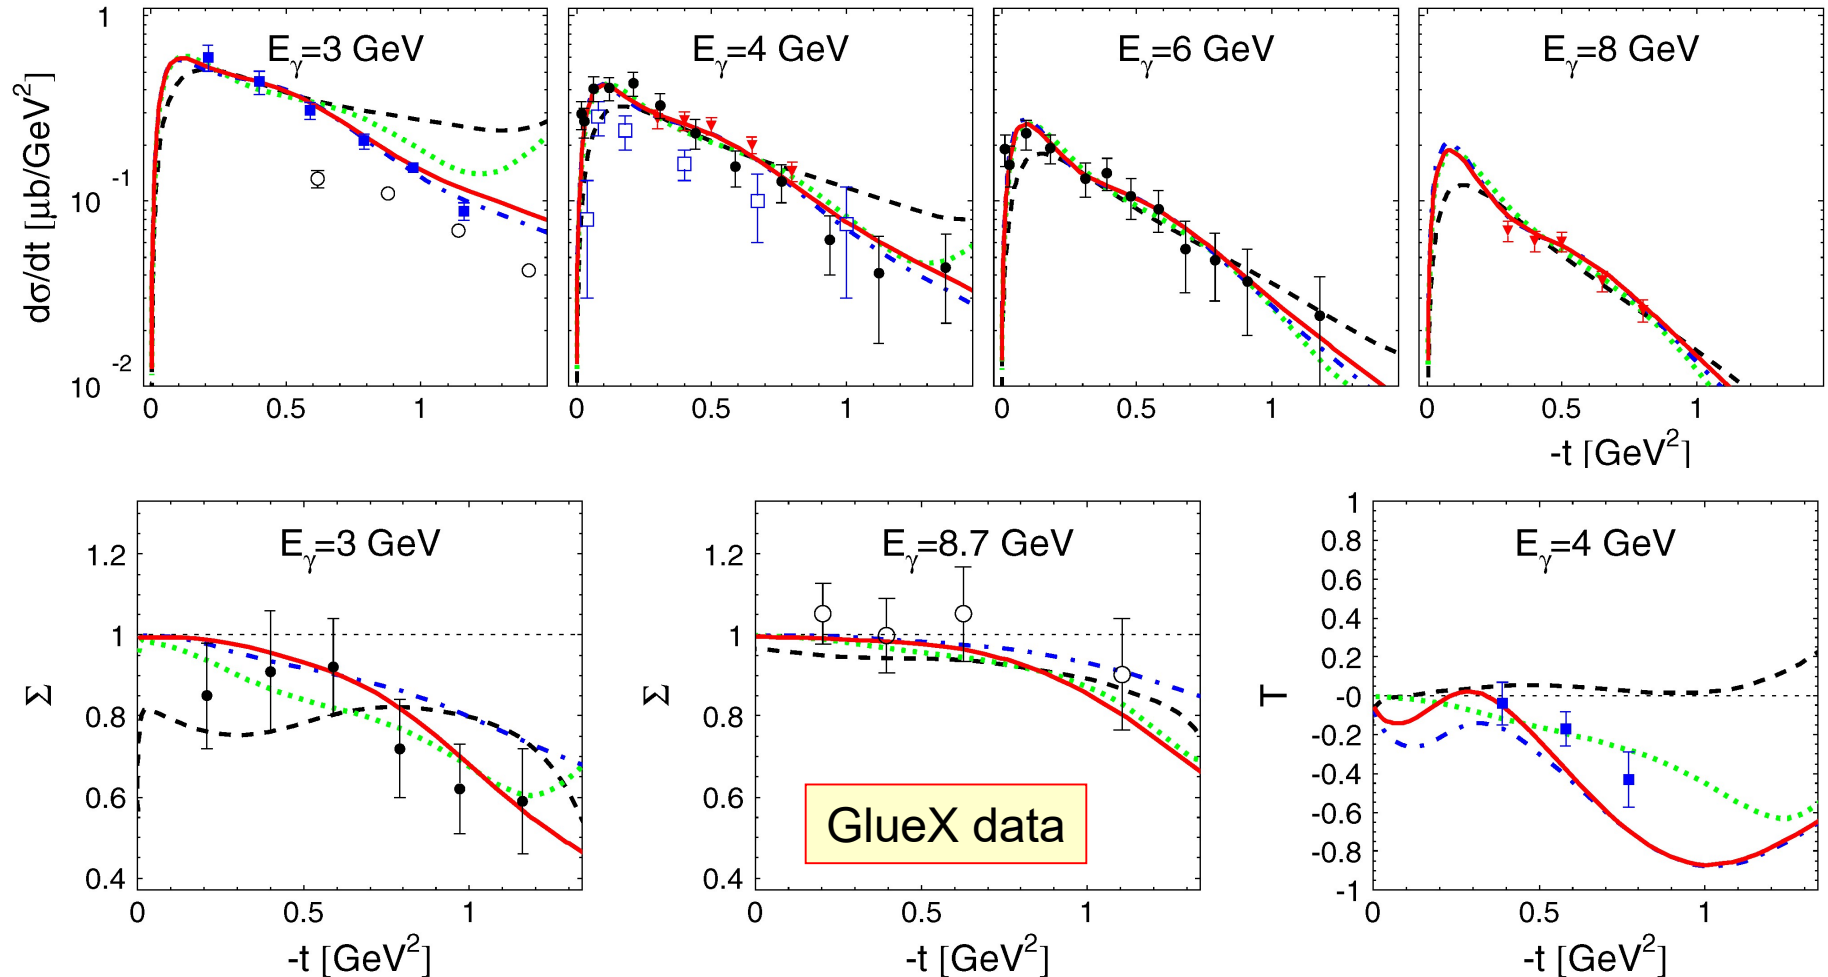 dσ/dt [μb/GeV²]
1
10⁻¹
10⁻²
Eγ=3 GeV
0 0.5 1
Eγ=4 GeV
0 0.5 1
Eγ=6 GeV
0 0.5 1
Eγ=8 GeV
0 0.5 1
-t [GeV²]
Σ
1.2
1
0.8
0.6
0.4
Eγ=3 GeV
0 0.5 1
-t [GeV²]
Σ
1.2
1
0.8
0.6
0.4
Eγ=8.7 GeV
GlueX data
0 0.5 1
-t [GeV²]
T
1
0.8
0.6
0.4
0.2
-0
-0.2
-0.4
-0.6
-0.8
-1
Eγ=4 GeV
0 0.5 1
-t [GeV²]